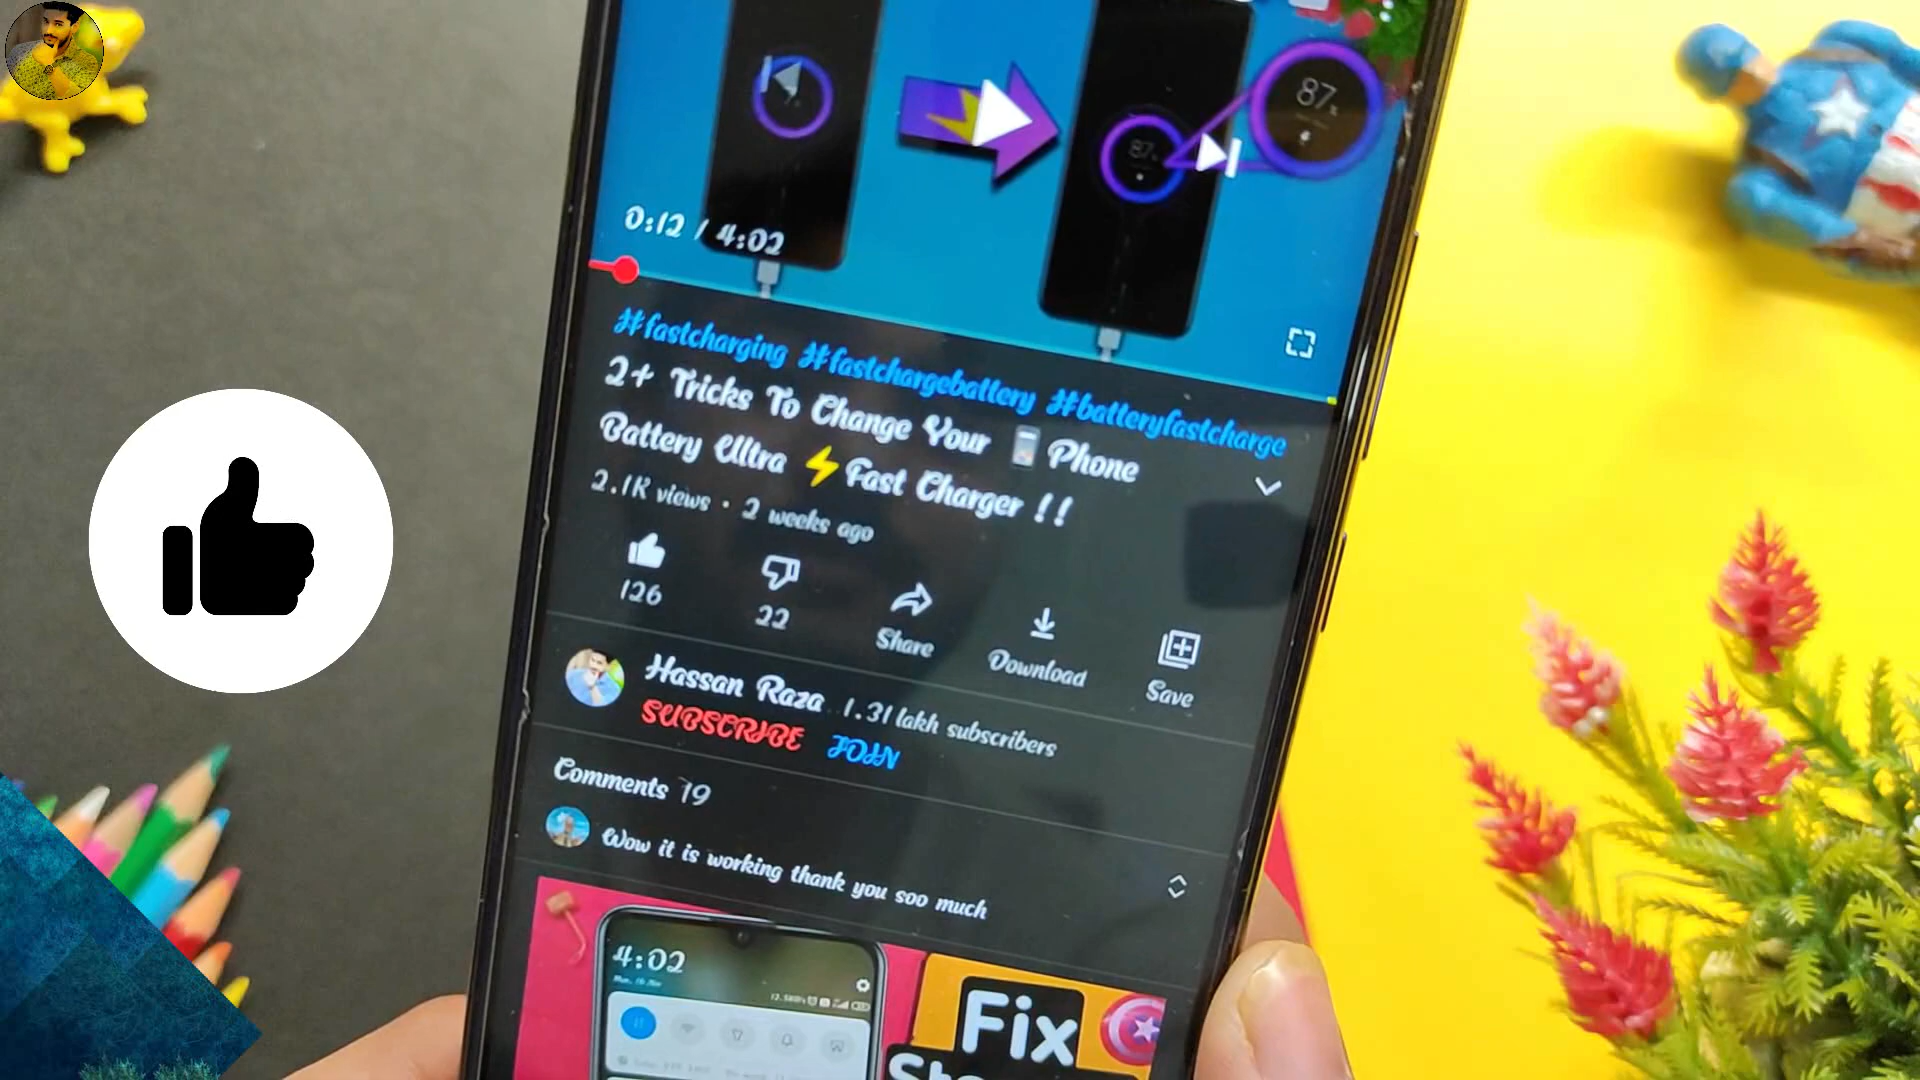 87%
87%
0:12 / 4:02
#fastcharging #fastchargebattery #batteryfastcharge
2+ Tricks To Change Your 📱Phone
Battery Ultra ⚡Fast Charger !!
2.1K views · 2 weeks ago
126
22
Share
Download
Save
Hassan Raza 1.31 lakh subscribers
SUBSCRIBE JOIN
Comments 19
Wow it is working thank you soo much
4:02
Fix